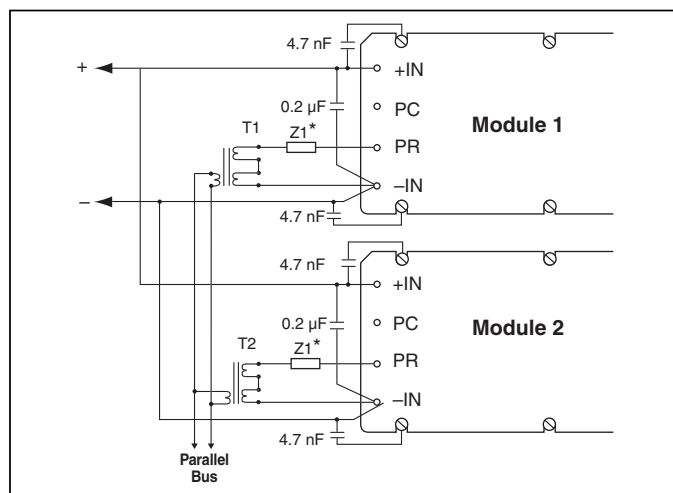 4.7 nF
+
+IN
0.2 µF
PC
Module 1
T1
Z1*
PR
–
–IN
4.7 nF
4.7 nF
+IN
0.2 µF
PC
Module 2
T2
Z1*
PR
–IN
4.7 nF
Parallel
Bus